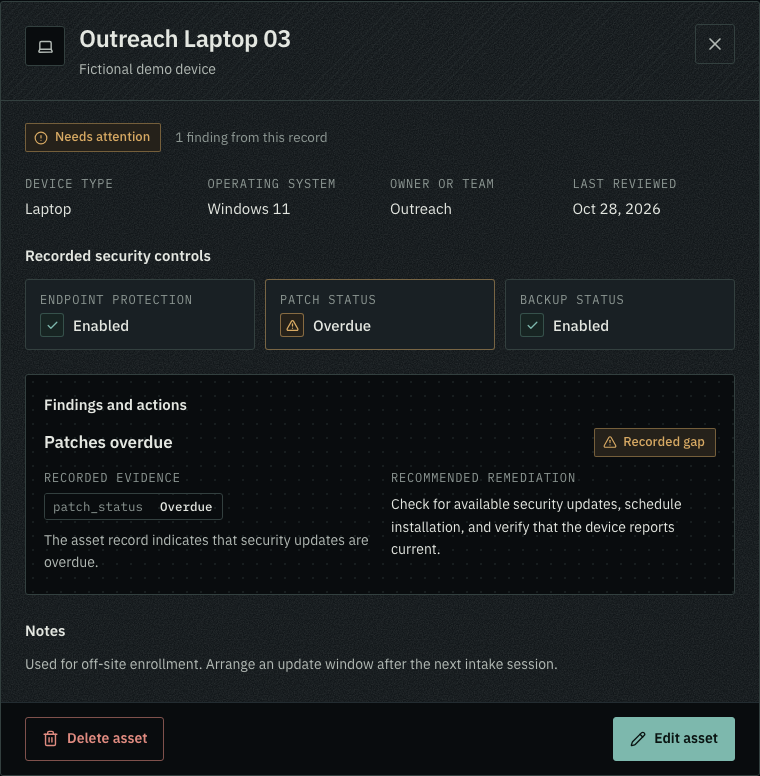 Outreach Laptop 03
Fictional demo device
Needs attention
1 finding from this record
DEVICE TYPE
Laptop
OPERATING SYSTEM
Windows 11
OWNER OR TEAM
Outreach
LAST REVIEWED
Oct 28, 2026
Recorded security controls
ENDPOINT PROTECTION
Enabled
PATCH STATUS
Overdue
BACKUP STATUS
Enabled
Findings and actions
Patches overdue
Recorded gap
RECORDED EVIDENCE
patch_status Overdue
The asset record indicates that security updates are
overdue.
RECOMMENDED REMEDIATION
Check for available security updates, schedule
installation, and verify that the device reports
current.
Notes
Used for off-site enrollment. Arrange an update window after the next intake session.
Delete asset
Edit asset